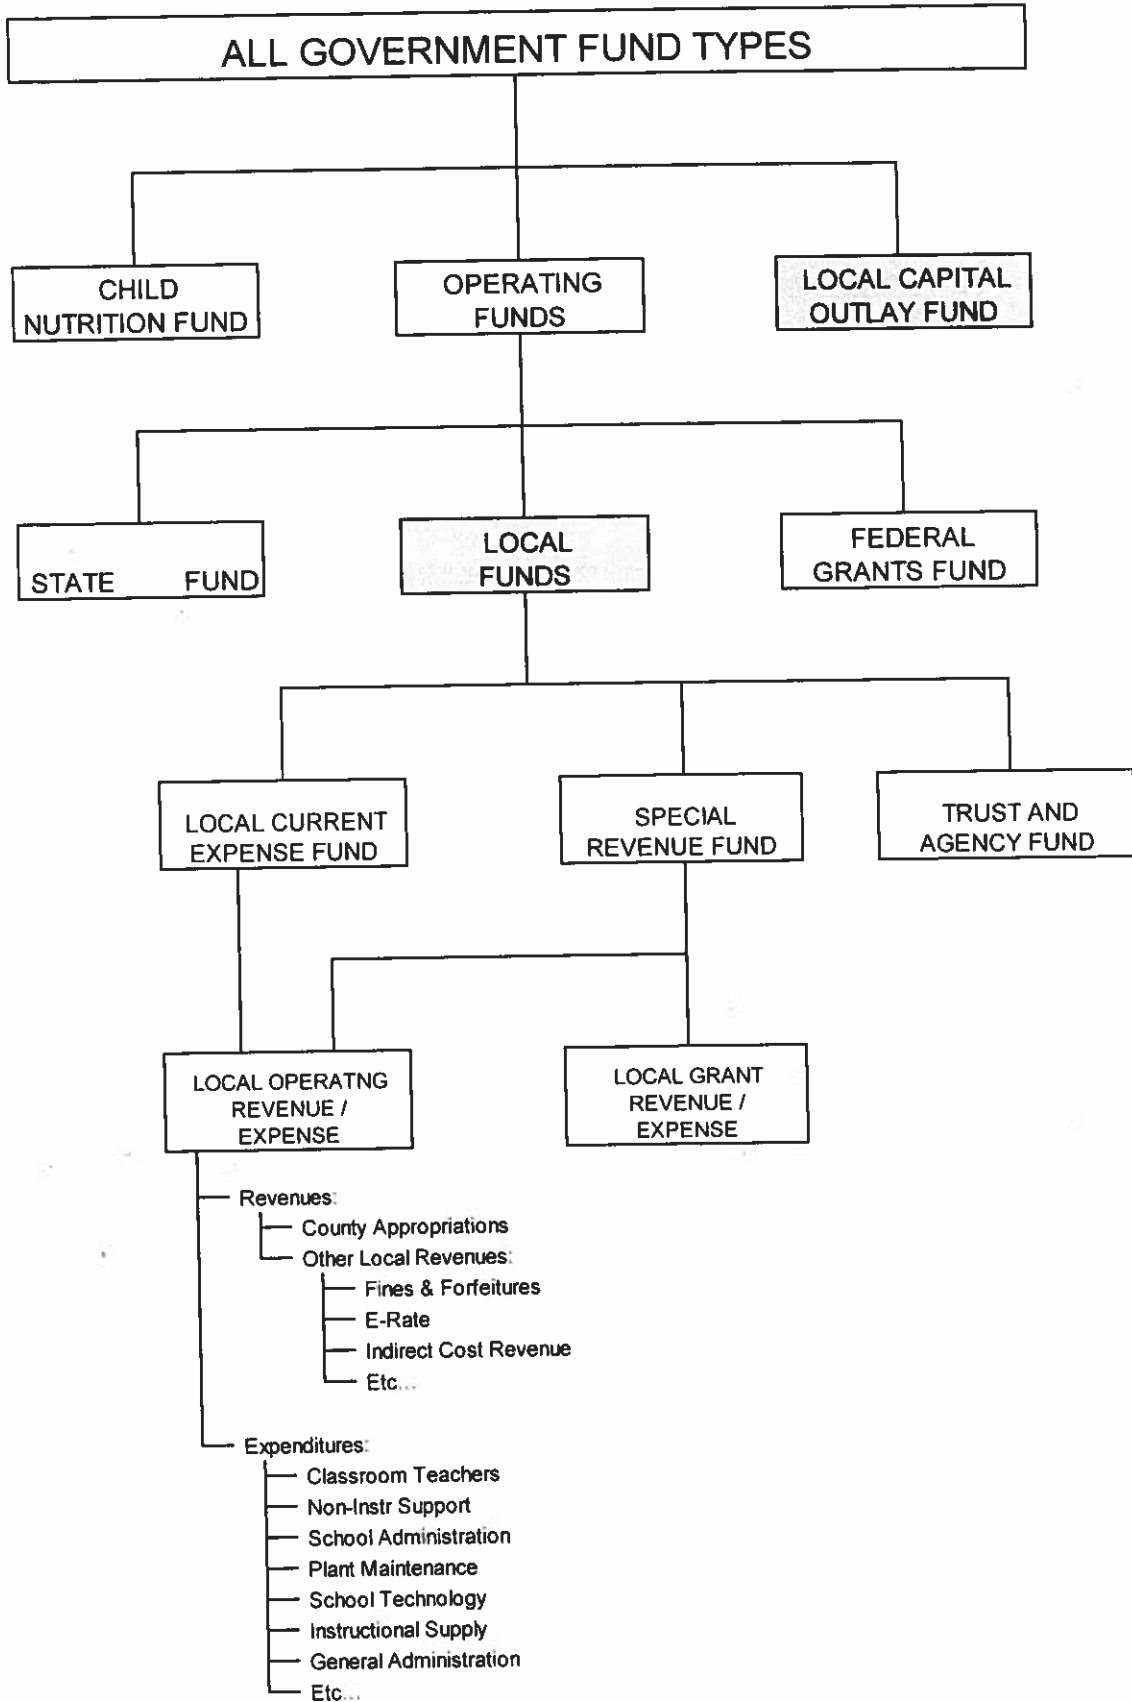 ALL GOVERNMENT FUND TYPES
CHILD
NUTRITION FUND
OPERATING
FUNDS
LOCAL CAPITAL
OUTLAY FUND
STATE FUND
LOCAL
FUNDS
FEDERAL
GRANTS FUND
LOCAL CURRENT
EXPENSE FUND
SPECIAL
REVENUE FUND
TRUST AND
AGENCY FUND
LOCAL OPERATNG
REVENUE /
EXPENSE
LOCAL GRANT
REVENUE /
EXPENSE
Revenues:
County Appropriations
Other Local Revenues:
Fines & Forfeitures
E-Rate
Indirect Cost Revenue
Etc...
Expenditures:
Classroom Teachers
Non-Instr Support
School Administration
Plant Maintenance
School Technology
Instructional Supply
General Administration
Etc...